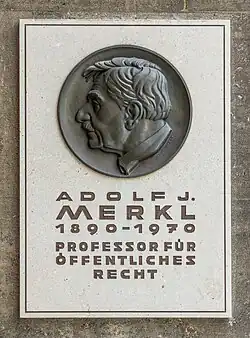 ADOLF J.
MERKL
1890-1970
PROFESSOR FÜR
ÖFFENTLICHES
RECHT